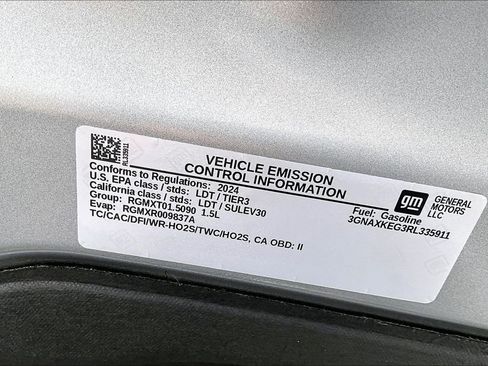 RL335911
VEHICLE EMISSION
CONTROL INFORMATION
Conforms to Regulations: 2024
U.S. EPA class / stds: LDT / TIER3
California class / stds: LDT / SULEV30
Group: RGMXT01.5090 1.5L
Evap: RGMXR009837A
TC/CAC/DFI/WR-HO2S/TWC/HO2S, CA OBD: II
Fuel: Gasoline
gm
GENERAL
MOTORS
LLC
3GNAXKEG3RL335911